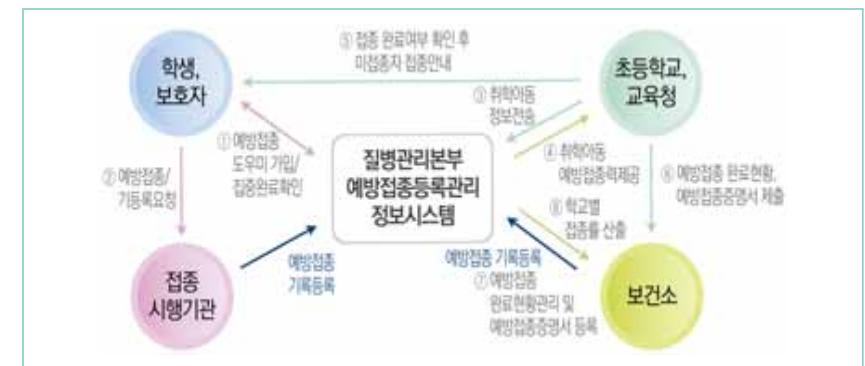 ⑤ 접종 완료여부 확인 후
미접종자 접종안내
학생,
보호자
초등학교,
교육청
③ 취학아동
정보전송
① 예방접종
도우미 가입/
접종완료확인
질병관리본부
예방접종등록관리
정보시스템
④ 취학아동
예방접종력제공
② 예방접종/
기등록요청
⑥ 예방접종 완료현황,
예방접종증명서 제출
⑧ 학교별
접종률 산출
예방접종
기록등록
예방접종 기록등록
⑦ 예방접종
완료현황관리 및
예방접종증명서 등록
접종
시행기관
보건소